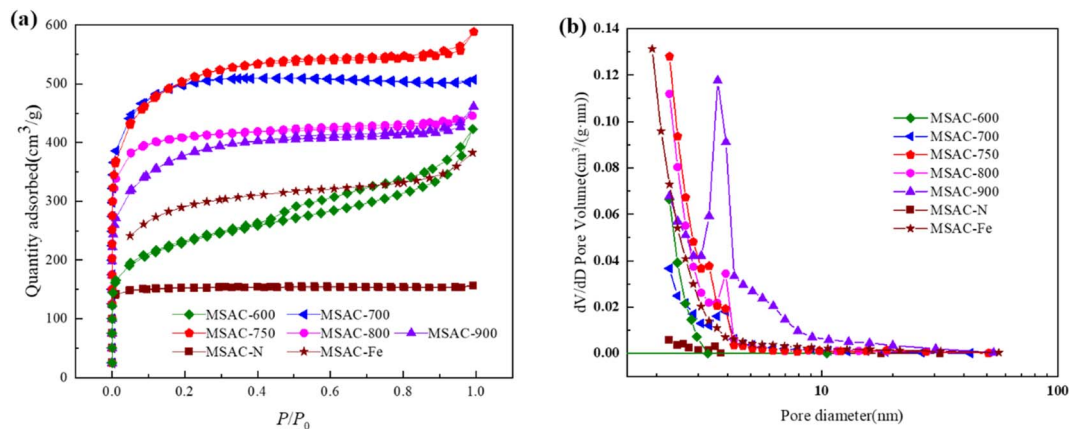 (a)
600
500
400
300
200
150
100
0
Quantity adsorbed(cm³/g)
MSAC-600 MSAC-700
MSAC-750 MSAC-800 MSAC-900
MSAC-N MSAC-Fe
0.0 0.2 0.4 0.6 0.8 1.0
P/P₀
(b)
0.14
0.12
0.10
0.08
0.06
0.04
0.02
0.00
dV/dD Pore Volume(cm³/(g·nm))
MSAC-600
MSAC-700
MSAC-750
MSAC-800
MSAC-900
MSAC-N
MSAC-Fe
10 100
Pore diameter(nm)